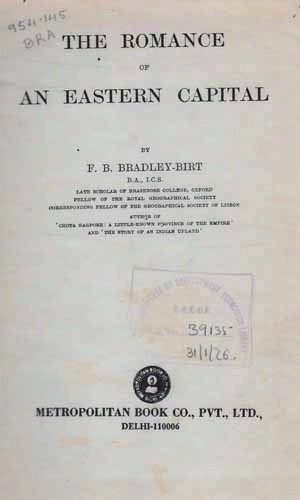 954.145
BRA
THE ROMANCE
OF
AN EASTERN CAPITAL
BY
F. B. BRADLEY-BIRT
B.A., I.C.S.
LATE SCHOLAR OF BRASENOSE COLLEGE, OXFORD
FELLOW OF THE ROYAL GEOGRAPHICAL SOCIETY
CORRESPONDING FELLOW OF THE GEOGRAPHICAL SOCIETY OF LISBON
AUTHOR OF
'CHOTA NAGPORE: A LITTLE-KNOWN PROVINCE OF THE EMPIRE'
AND 'THE STORY OF AN INDIAN UPLAND'
DACCA
39135
31/1/26.
METROPOLITAN BOOK CO., PVT., LTD.,
DELHI-110006